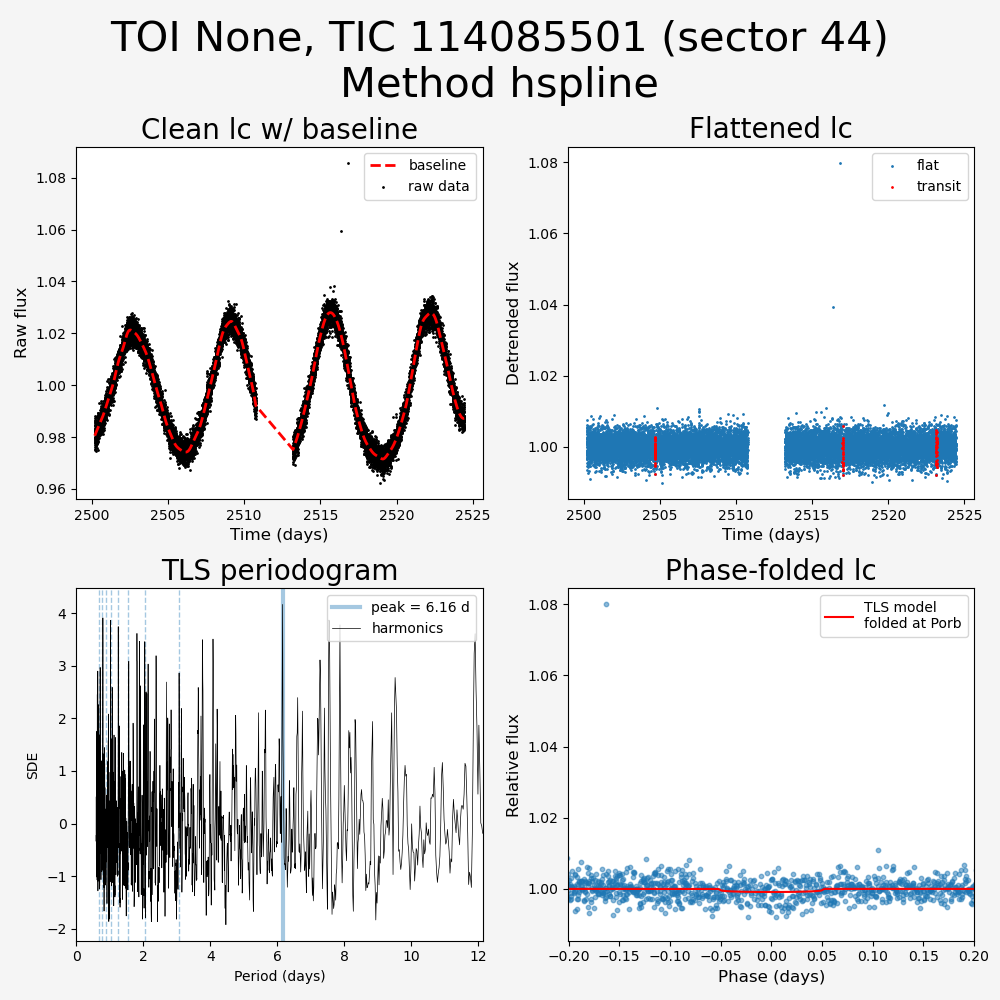 TOI None, TIC 114085501 (sector 44)
Method hspline
Clean lc w/ baseline
Raw flux
1.08
1.06
1.04
1.02
1.00
0.98
0.96
baseline
raw data
2500
2505
2510
2515
2520
2525
Time (days)
Flattened lc
Detrended flux
1.08
1.06
1.04
1.02
1.00
flat
transit
2500
2505
2510
2515
2520
2525
Time (days)
TLS periodogram
SDE
4
3
2
1
0
−1
−2
peak = 6.16 d
harmonics
0
2
4
6
8
10
12
Period (days)
Phase-folded lc
Relative flux
1.08
1.06
1.04
1.02
1.00
TLS model
folded at Porb
−0.20
−0.15
−0.10
−0.05
0.00
0.05
0.10
0.15
0.20
Phase (days)